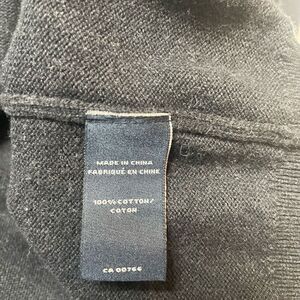 MADE IN CHINA
FABRIQUÉ EN CHINE
100% COTTON/
COTON
CA 00766